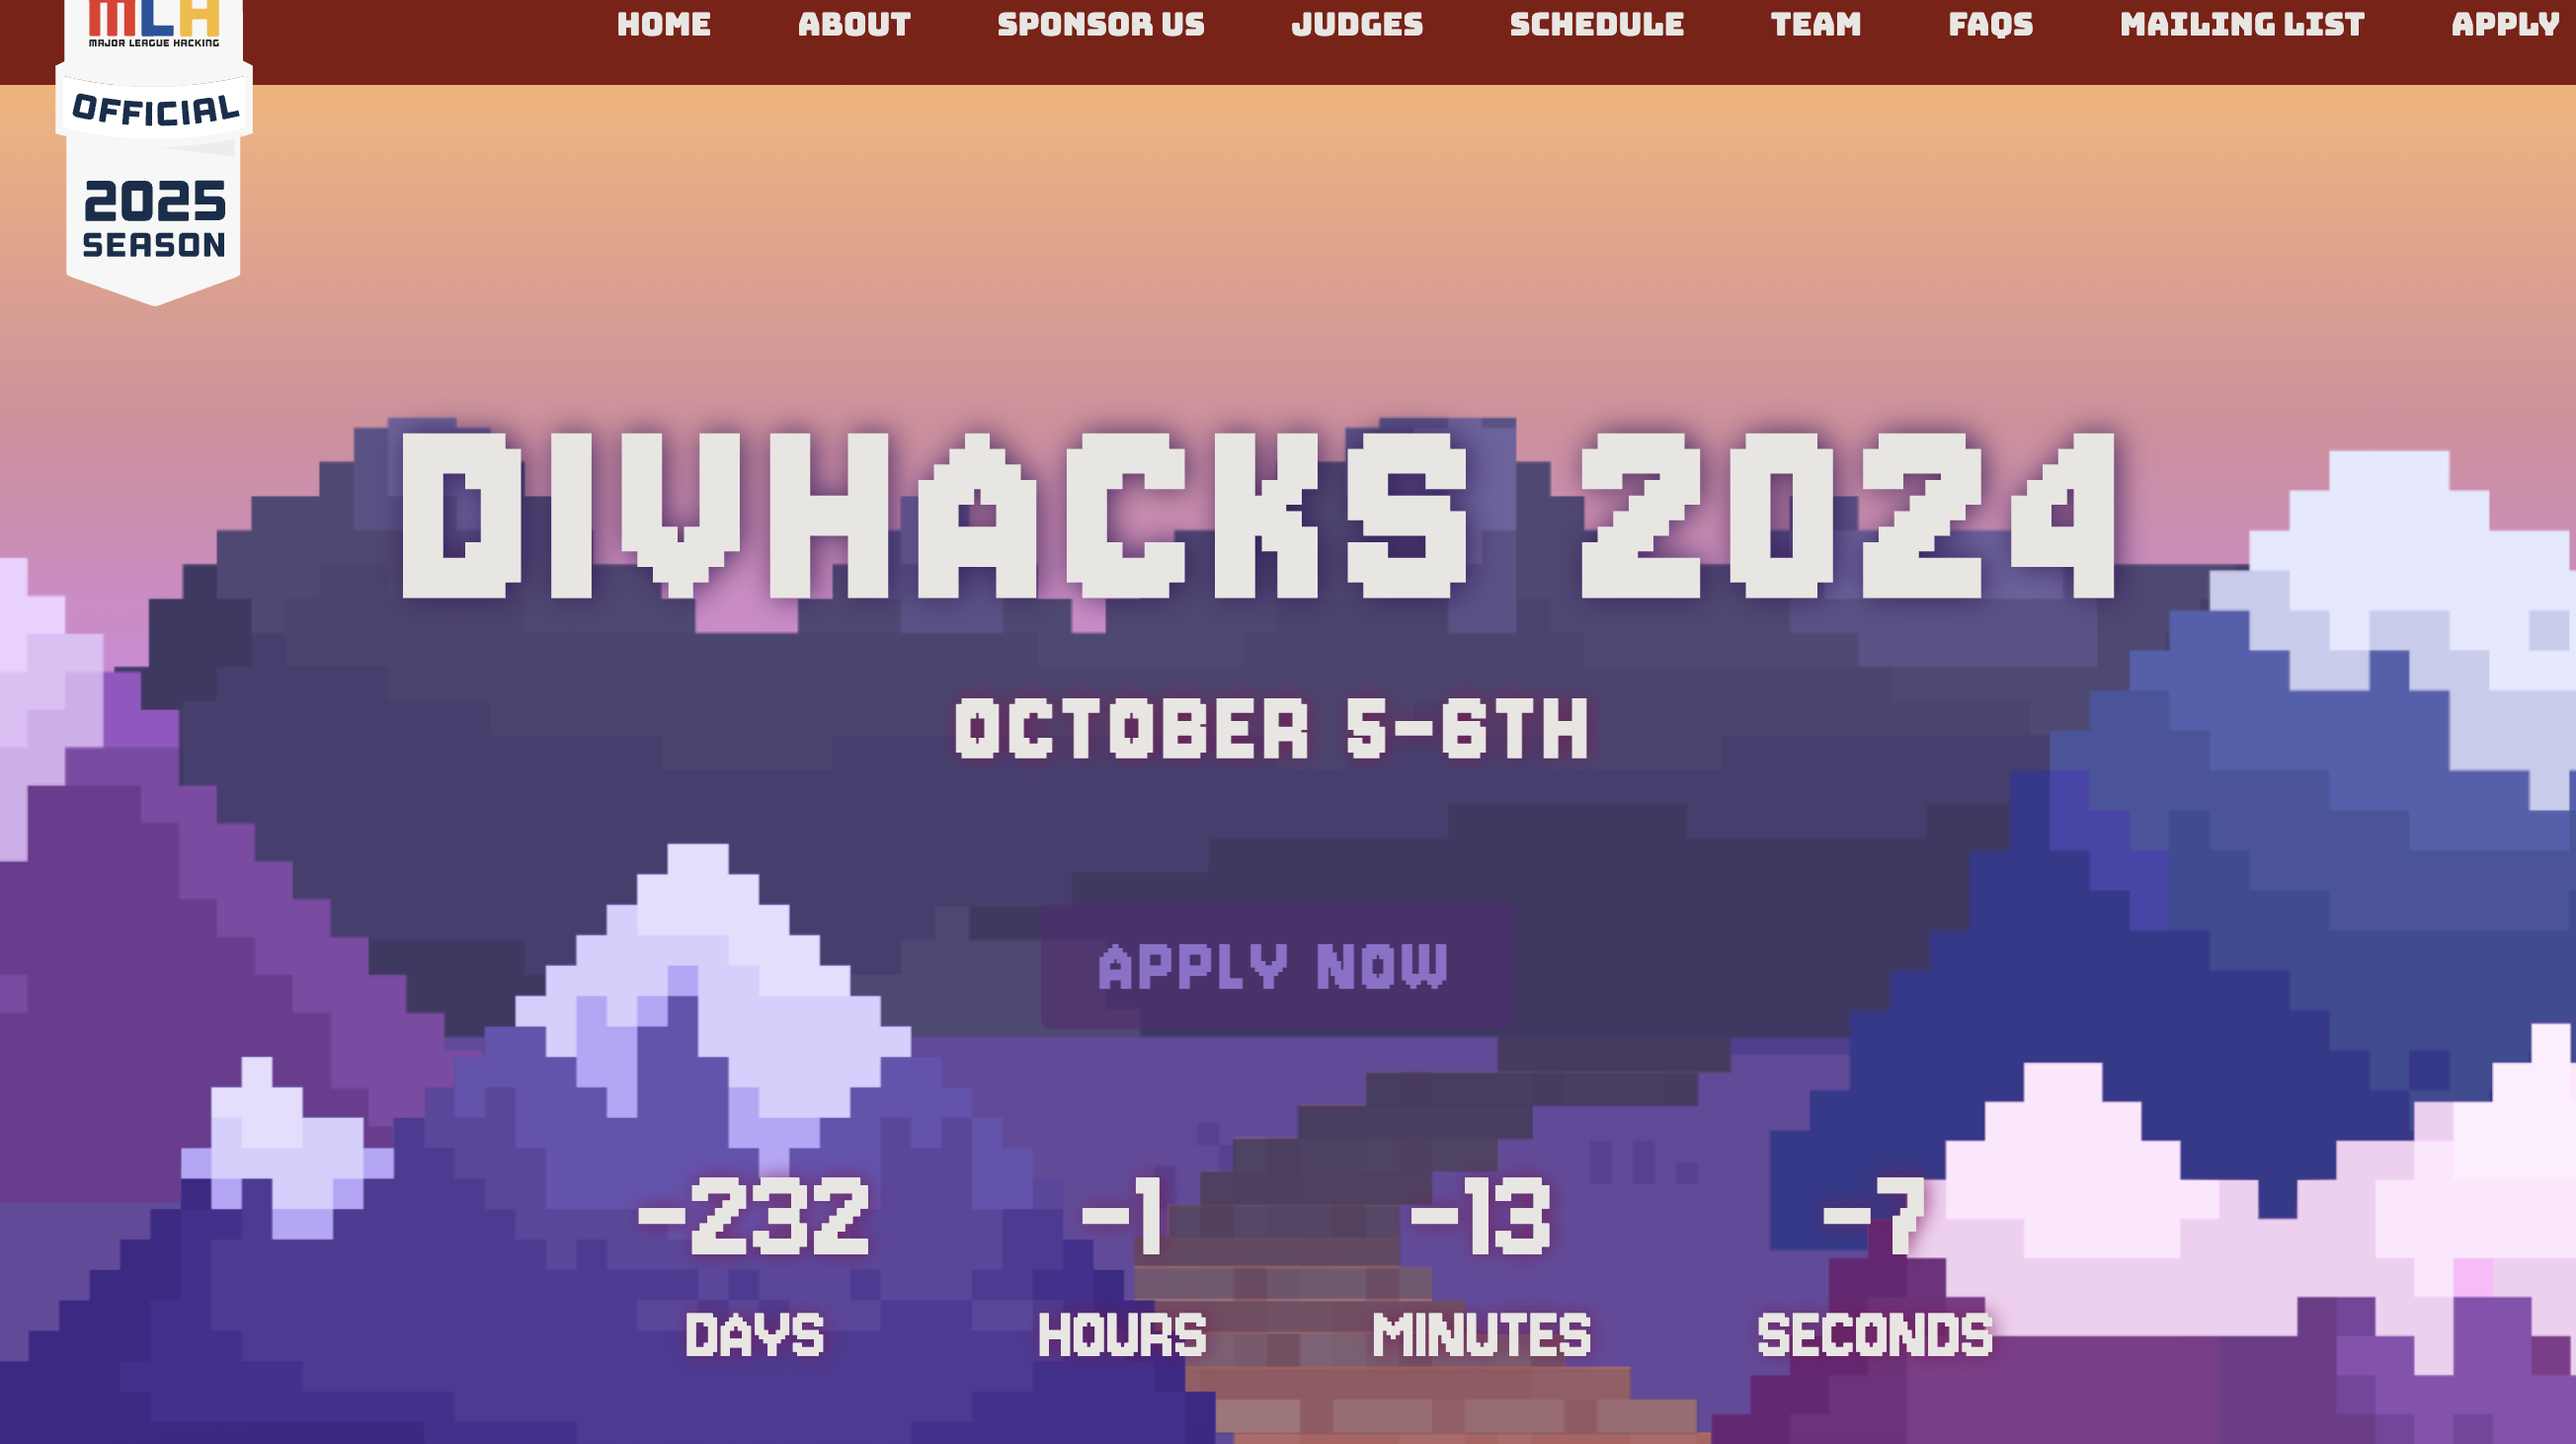 MLH
MAJOR LEAGUE HACKING
OFFICIAL
2025
SEASON
HOME ABOUT SPONSOR US JUDGES SCHEDULE TEAM FAQS MAILING LIST APPLY
DIVHACKS 2024
OCTOBER 5-6TH
APPLY NOW
-232 -1 -13 -7
DAYS HOURS MINUTES SECONDS